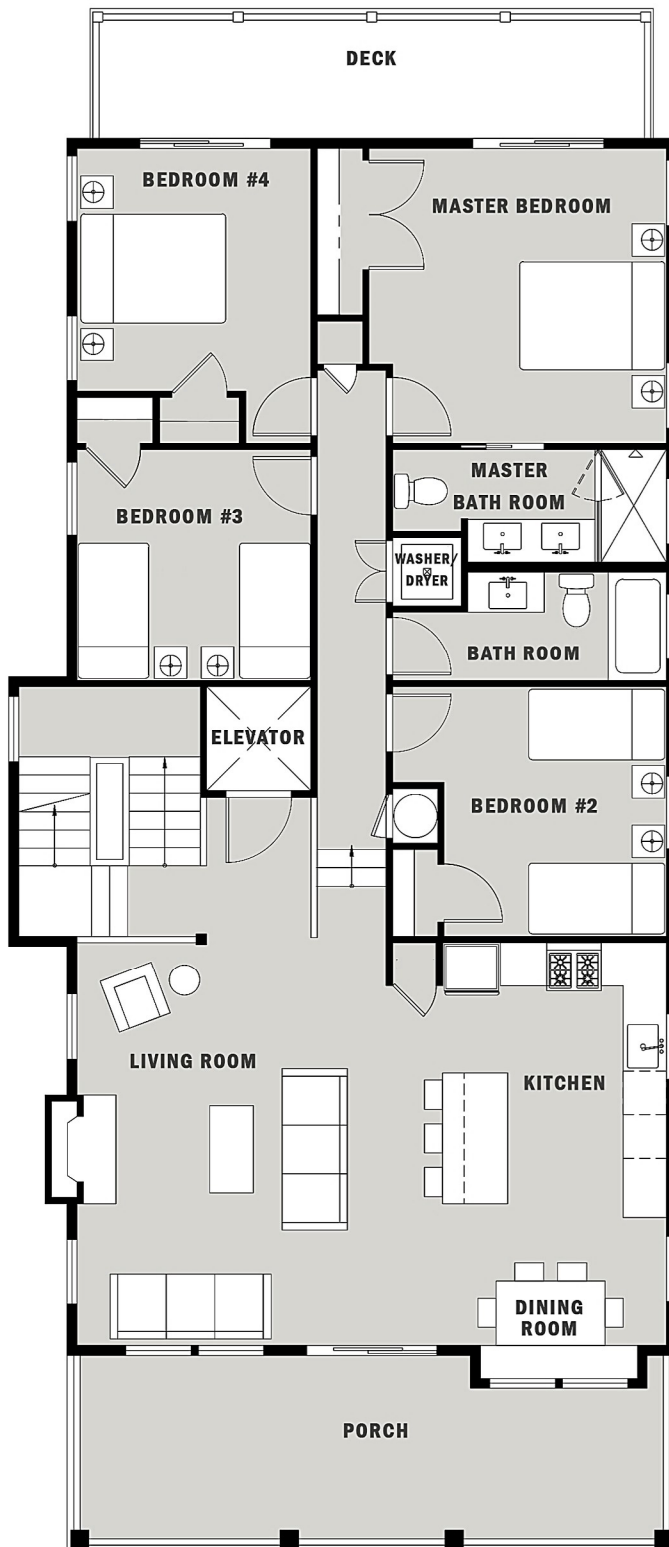 DECK
BEDROOM #4
MASTER BEDROOM
MASTER
BATH ROOM
BEDROOM #3
WASHER/
DRYER
BATH ROOM
ELEVATOR
BEDROOM #2
LIVING ROOM
KITCHEN
DINING
ROOM
PORCH